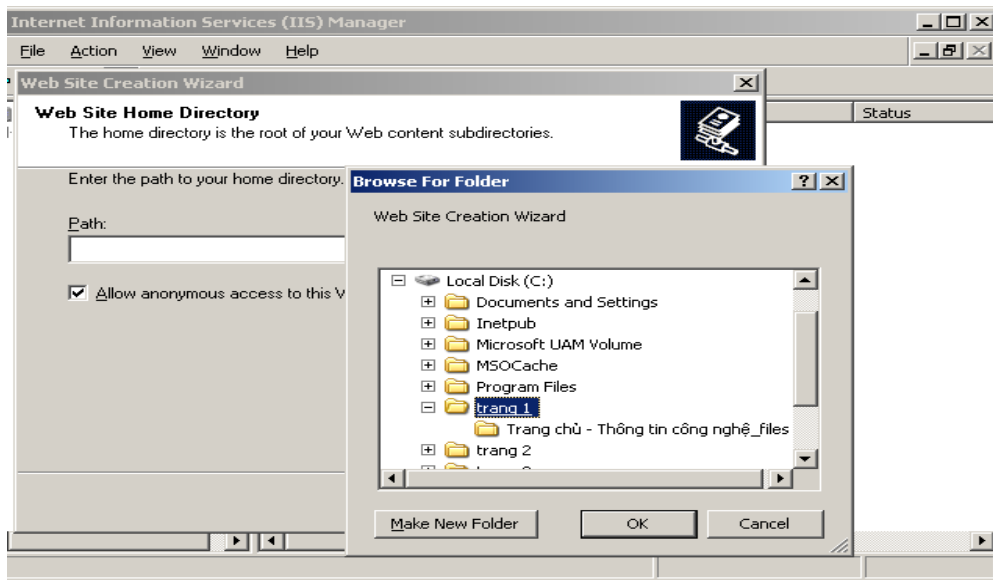 Internet Information Services (IIS) Manager
File Action View Window Help
Web Site Creation Wizard
Web Site Home Directory
The home directory is the root of your Web content subdirectories.
Status
Enter the path to your home directory.
Path:
Allow anonymous access to this
Browse For Folder
Web Site Creation Wizard
Local Disk (C:)
Documents and Settings
Inetpub
Microsoft UAM Volume
MSOCache
Program Files
trang 1
Trang chủ - Thông tin công nghệ_files
trang 2
Make New Folder OK Cancel